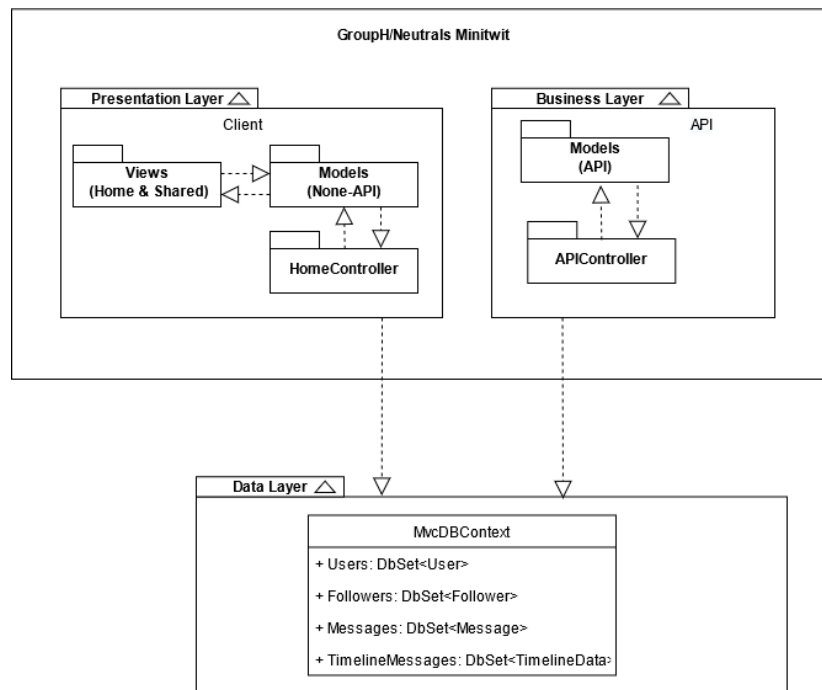 GroupH/Neutrals Minitwit
Presentation Layer
Client
Views
(Home & Shared)
Models
(None-API)
HomeController
Business Layer
API
Models
(API)
APIController
Data Layer
MvcDBContext
+ Users: DbSet<User>
+ Followers: DbSet<Follower>
+ Messages: DbSet<Message>
+ TimelineMessages: DbSet<TimelineData>